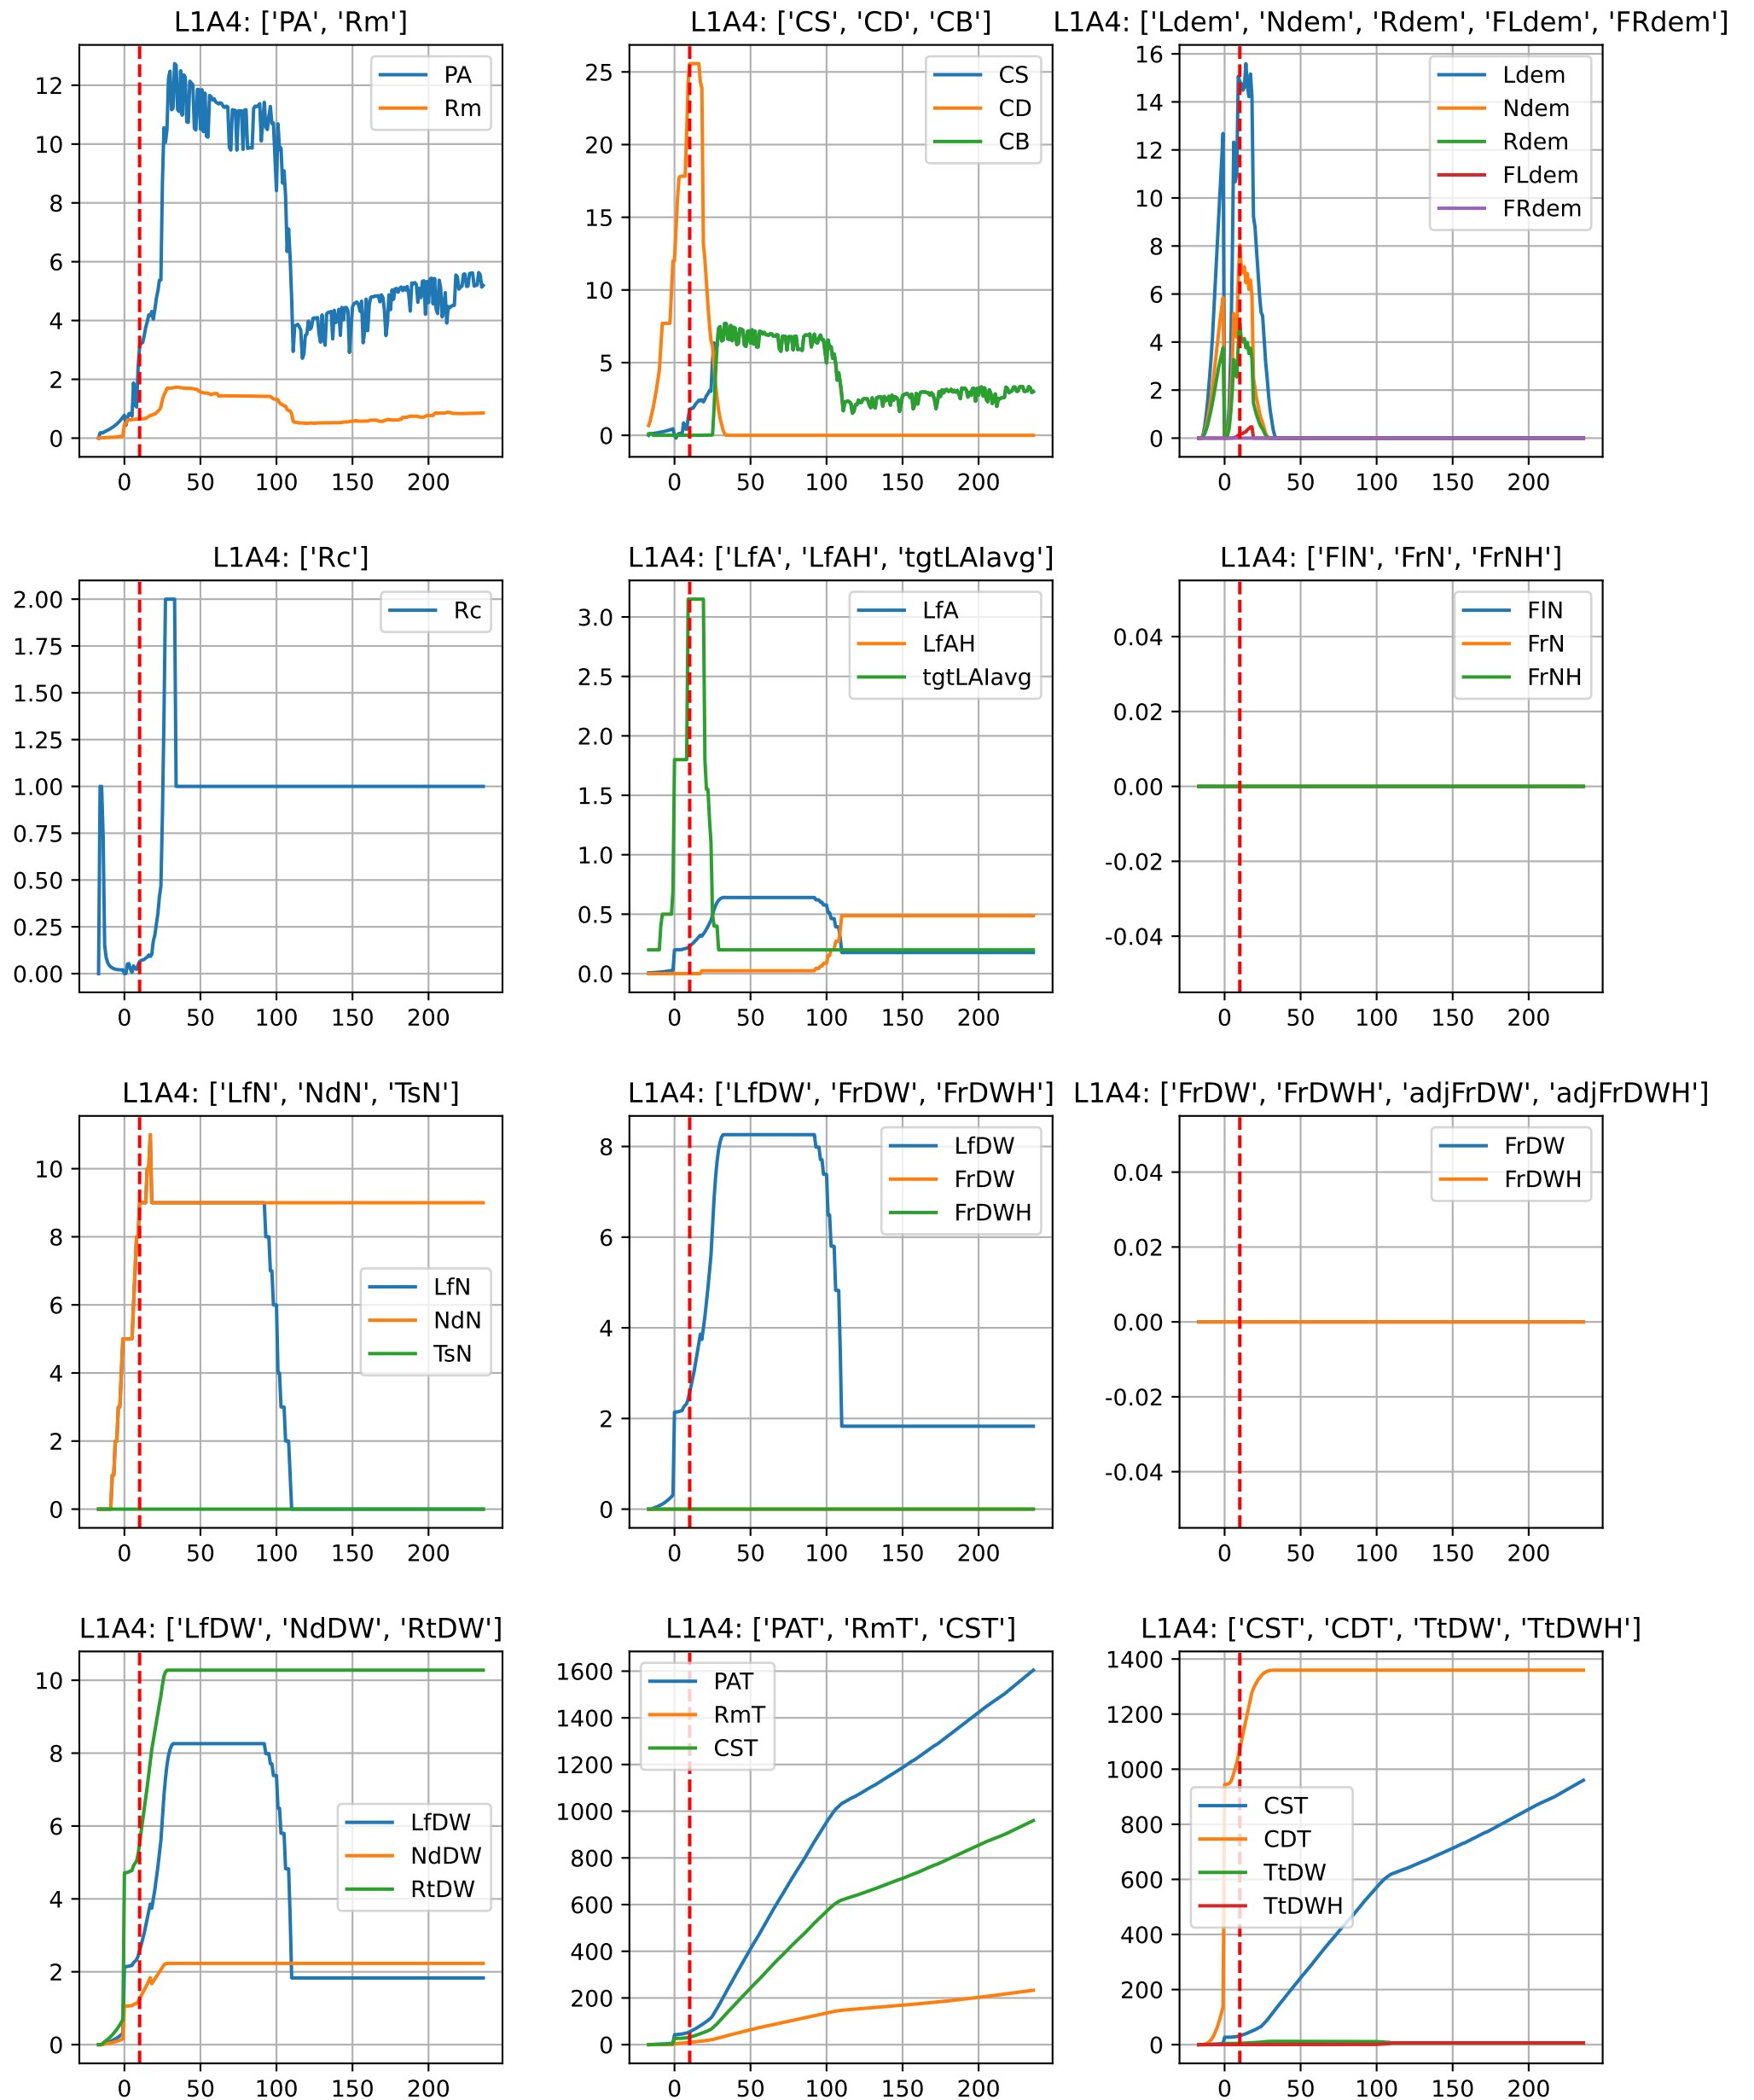 L1A4: ['PA', 'Rm']
12
10
8
6
4
2
0
0 50 100 150 200
PA
Rm
L1A4: ['CS', 'CD', 'CB']
25
20
15
10
5
0
0 50 100 150 200
CS
CD
CB
L1A4: ['Ldem', 'Ndem', 'Rdem', 'FLdem', 'FRdem']
16
14
12
10
8
6
4
2
0
0 50 100 150 200
Ldem
Ndem
Rdem
FLdem
FRdem
L1A4: ['Rc']
2.00
1.75
1.50
1.25
1.00
0.75
0.50
0.25
0.00
0 50 100 150 200
Rc
L1A4: ['LfA', 'LfAH', 'tgtLAIavg']
3.0
2.5
2.0
1.5
1.0
0.5
0.0
0 50 100 150 200
LfA
LfAH
tgtLAIavg
L1A4: ['FlN', 'FrN', 'FrNH']
0.04
0.02
0.00
-0.02
-0.04
0 50 100 150 200
FlN
FrN
FrNH
L1A4: ['LfN', 'NdN', 'TsN']
10
8
6
4
2
0
0 50 100 150 200
LfN
NdN
TsN
L1A4: ['LfDW', 'FrDW', 'FrDWH']
8
6
4
2
0
0 50 100 150 200
LfDW
FrDW
FrDWH
L1A4: ['FrDW', 'FrDWH', 'adjFrDW', 'adjFrDWH']
0.04
0.02
0.00
-0.02
-0.04
0 50 100 150 200
FrDW
FrDWH
L1A4: ['LfDW', 'NdDW', 'RtDW']
10
8
6
4
2
0
0 50 100 150 200
LfDW
NdDW
RtDW
L1A4: ['PAT', 'RmT', 'CST']
1600
1400
1200
1000
800
600
400
200
0
0 50 100 150 200
PAT
RmT
CST
L1A4: ['CST', 'CDT', 'TtDW', 'TtDWH']
1400
1200
1000
800
600
400
200
0
0 50 100 150 200
CST
CDT
TtDW
TtDWH